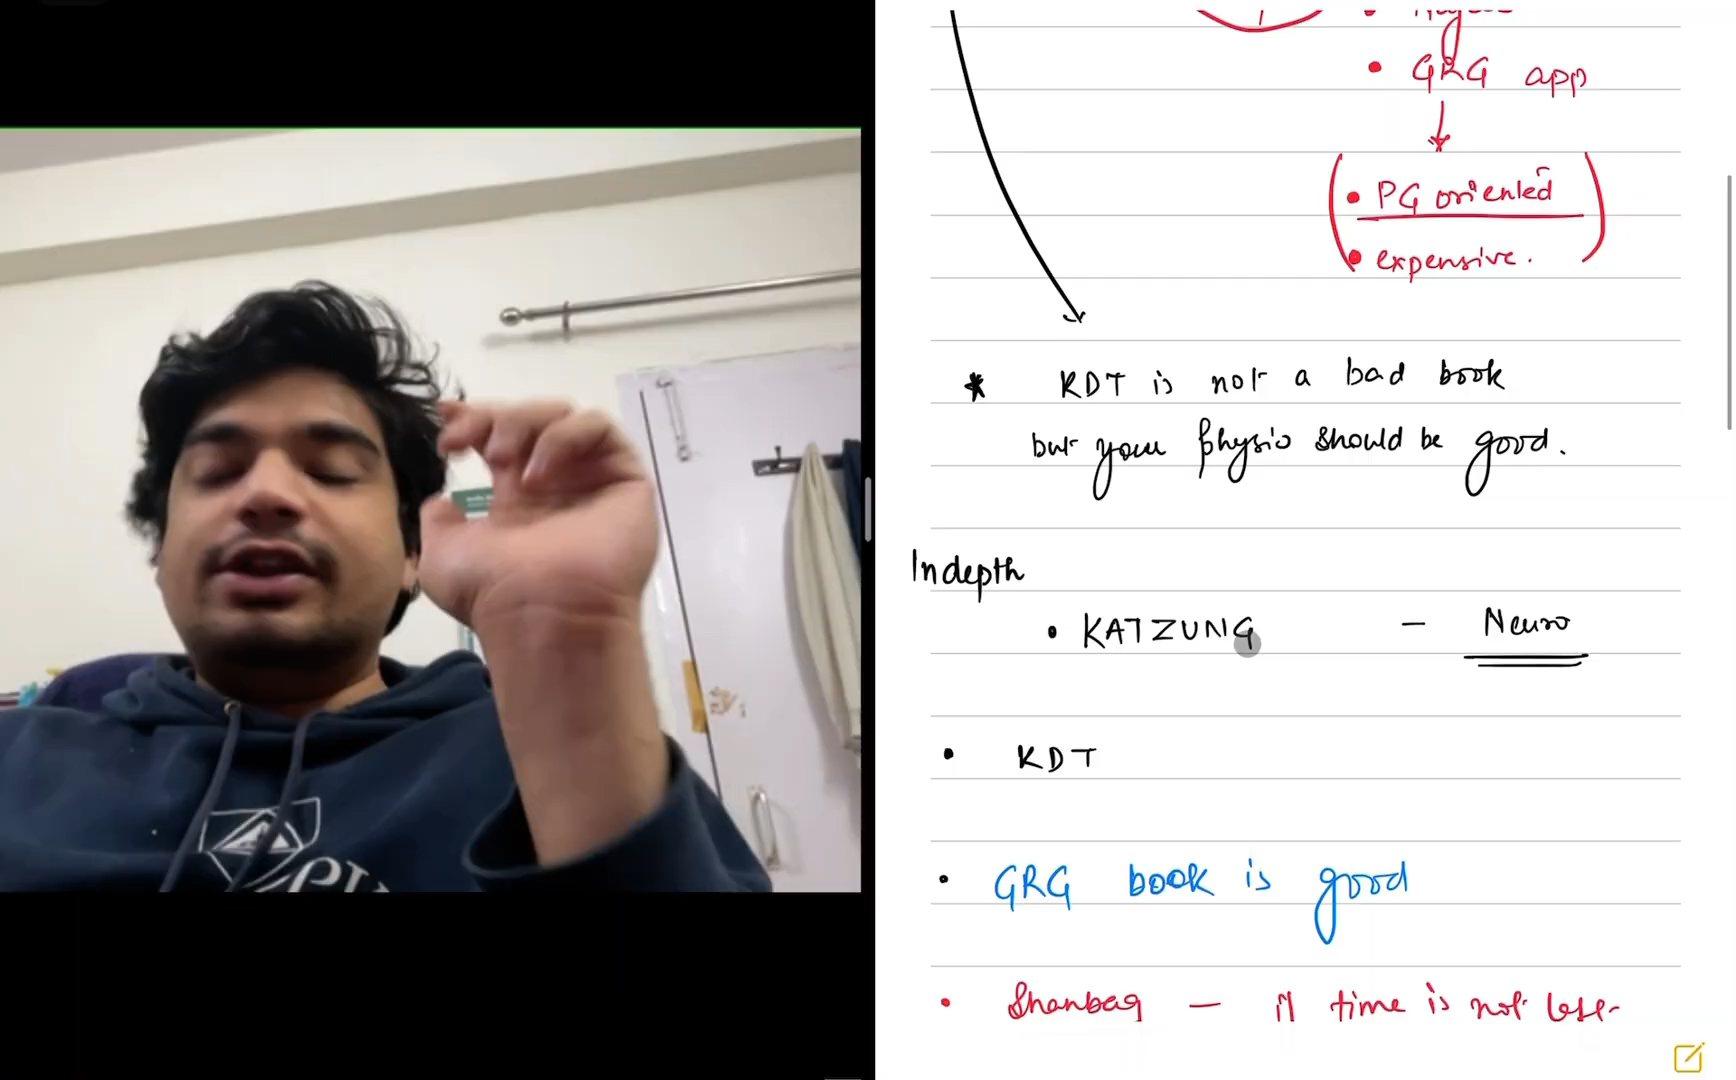 • GRG app
• PG oriented
• expensive.
* KDT is not a bad book
but your physio should be good.
Indepth
• KATZUNG — Neuro
• KDT
• GRG book is good
• Shanbag — if time is not left